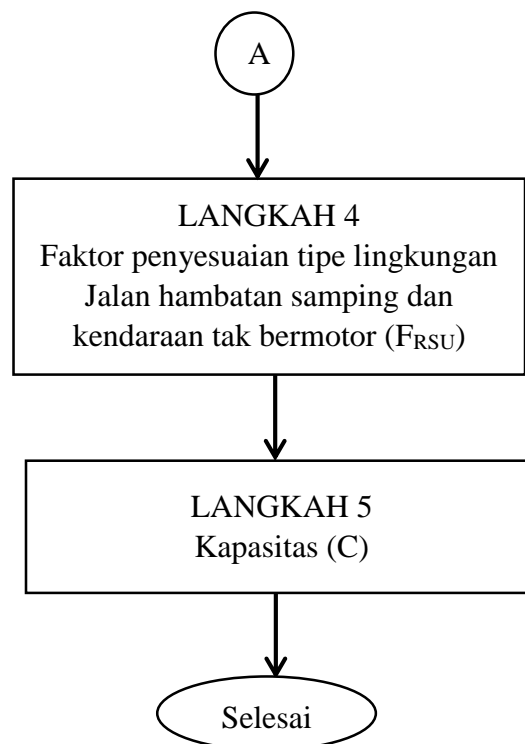 A
LANGKAH 4
Faktor penyesuaian tipe lingkungan
Jalan hambatan samping dan
kendaraan tak bermotor (FRSU)
LANGKAH 5
Kapasitas (C)
Selesai